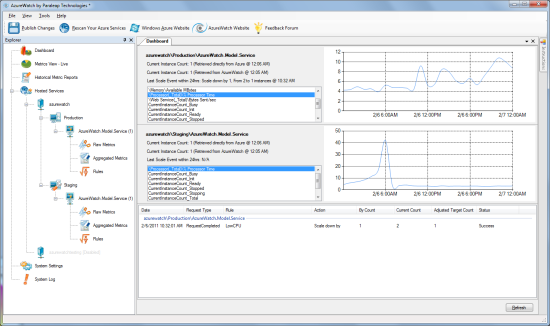 AzureWatch by Paraleap Technologies *
File View Tools Help
Publish Changes Rescan Your Azure Services Windows Azure Website AzureWatch Website Feedback Forum
Explorer
Dashboard
Metrics View - Live
Historical Metric Reports
Hosted Services
azurewatch
Production
AzureWatch.Model.Service (1)
Raw Metrics
Aggregated Metrics
Rules
Staging
AzureWatch.Model.Service (1)
Raw Metrics
Aggregated Metrics
Rules
System Settings
System Log
Dashboard
azurewatch\Production\AzureWatch.Model.Service
Current Instance Count: 1 (Retrieved directly from Azure @ 12:06 AM)
Current Instance Count: 1 (Retrieved from AzureWatch @ 12:05 AM)
Last Scale Event within 24hrs: Scale down by 1, From 2 to 1 instances @ 10:32 AM
\Memory\Available MBytes
\Processor(_Total)\% Processor Time
\Web Service(_Total)\Bytes Sent/sec
CurrentInstanceCount_Busy
CurrentInstanceCount_Init
CurrentInstanceCount_Ready
CurrentInstanceCount_Stopped
12
10
8
6
4
2
0
2/6 6:00AM 2/6 12:00PM 2/6 6:00PM 2/7 12:00AM
azurewatch\Staging\AzureWatch.Model.Service
Current Instance Count: 1 (Retrieved directly from Azure @ 12:06 AM)
Current Instance Count: 1 (Retrieved from AzureWatch @ 12:05 AM)
Last Scale Event within 24hrs: N/A
\Processor(_Total)\% Processor Time
CurrentInstanceCount_Busy
CurrentInstanceCount_Init
CurrentInstanceCount_Ready
CurrentInstanceCount_Stopped
CurrentInstanceCount_Stopping
CurrentInstanceCount_Total
50
40
30
20
10
0
2/6 6:00AM 2/6 12:00PM 2/6 6:00PM 2/7 12:00AM
Date Request Type Rule Action By Count Current Count Adjusted Target Count Status
azurewatch\Production\AzureWatch.Model.Service
2/6/2011 10:32:01 AM RequestCompleted LowCPU Scale down by 1 2 1 Success
Refresh